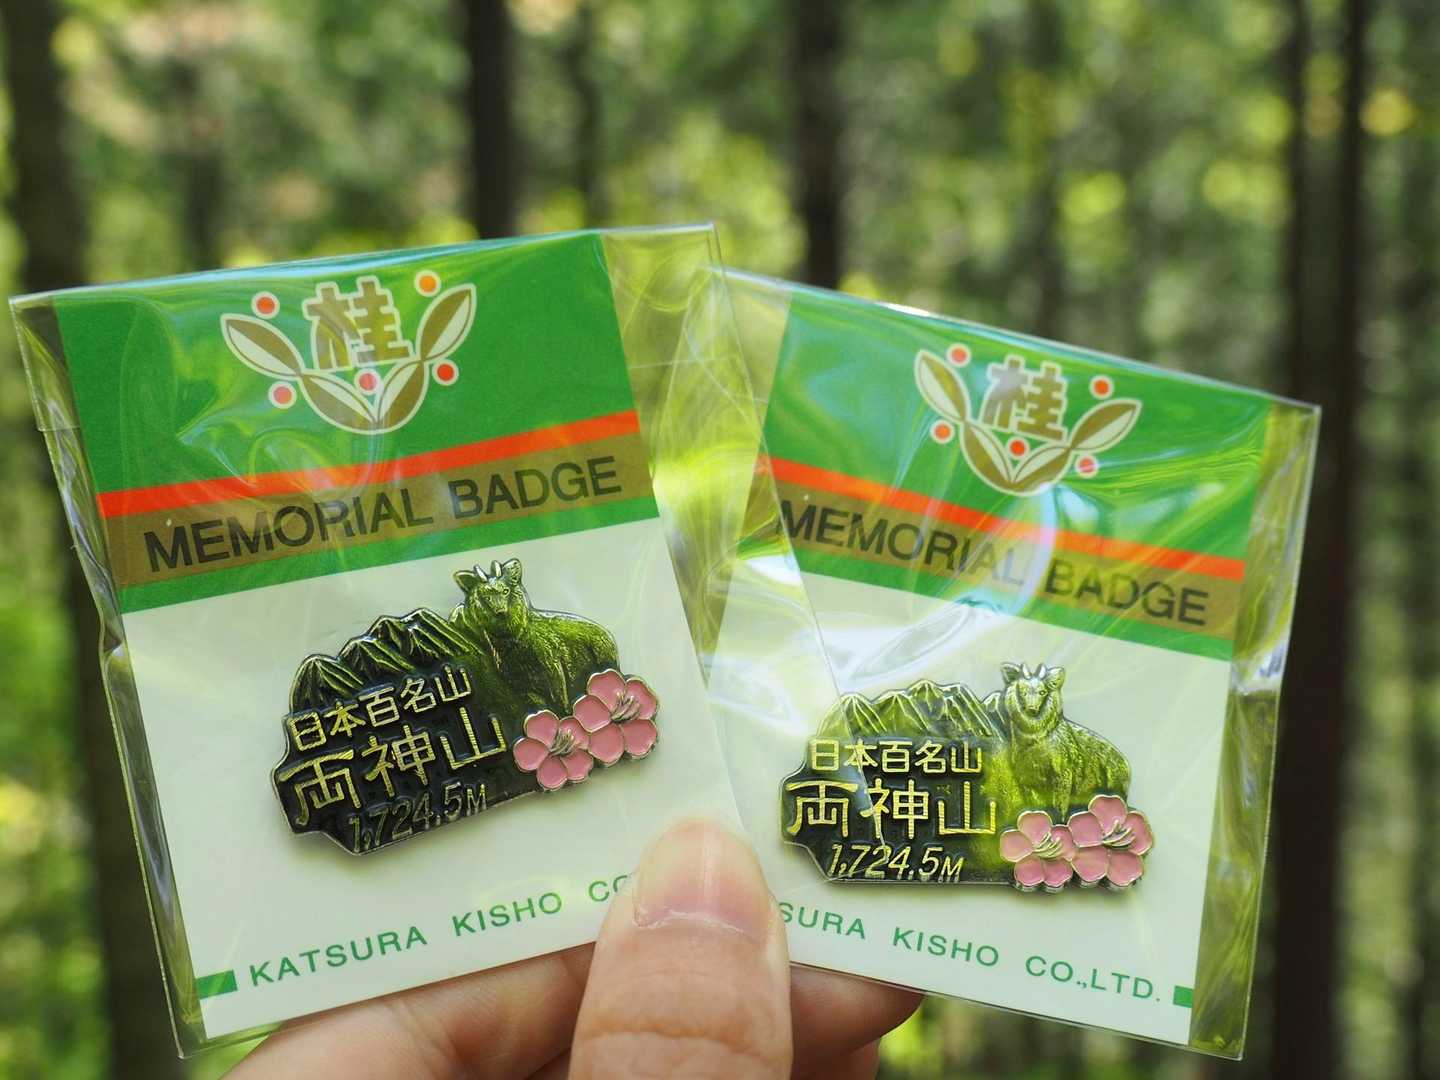 桂
MEMORIAL BADGE
日本百名山
両神山
1,724.5M
KATSURA KISHO CO
桂
MEMORIAL BADGE
日本百名山
両神山
1,724.5M
SURA KISHO CO.,LTD.